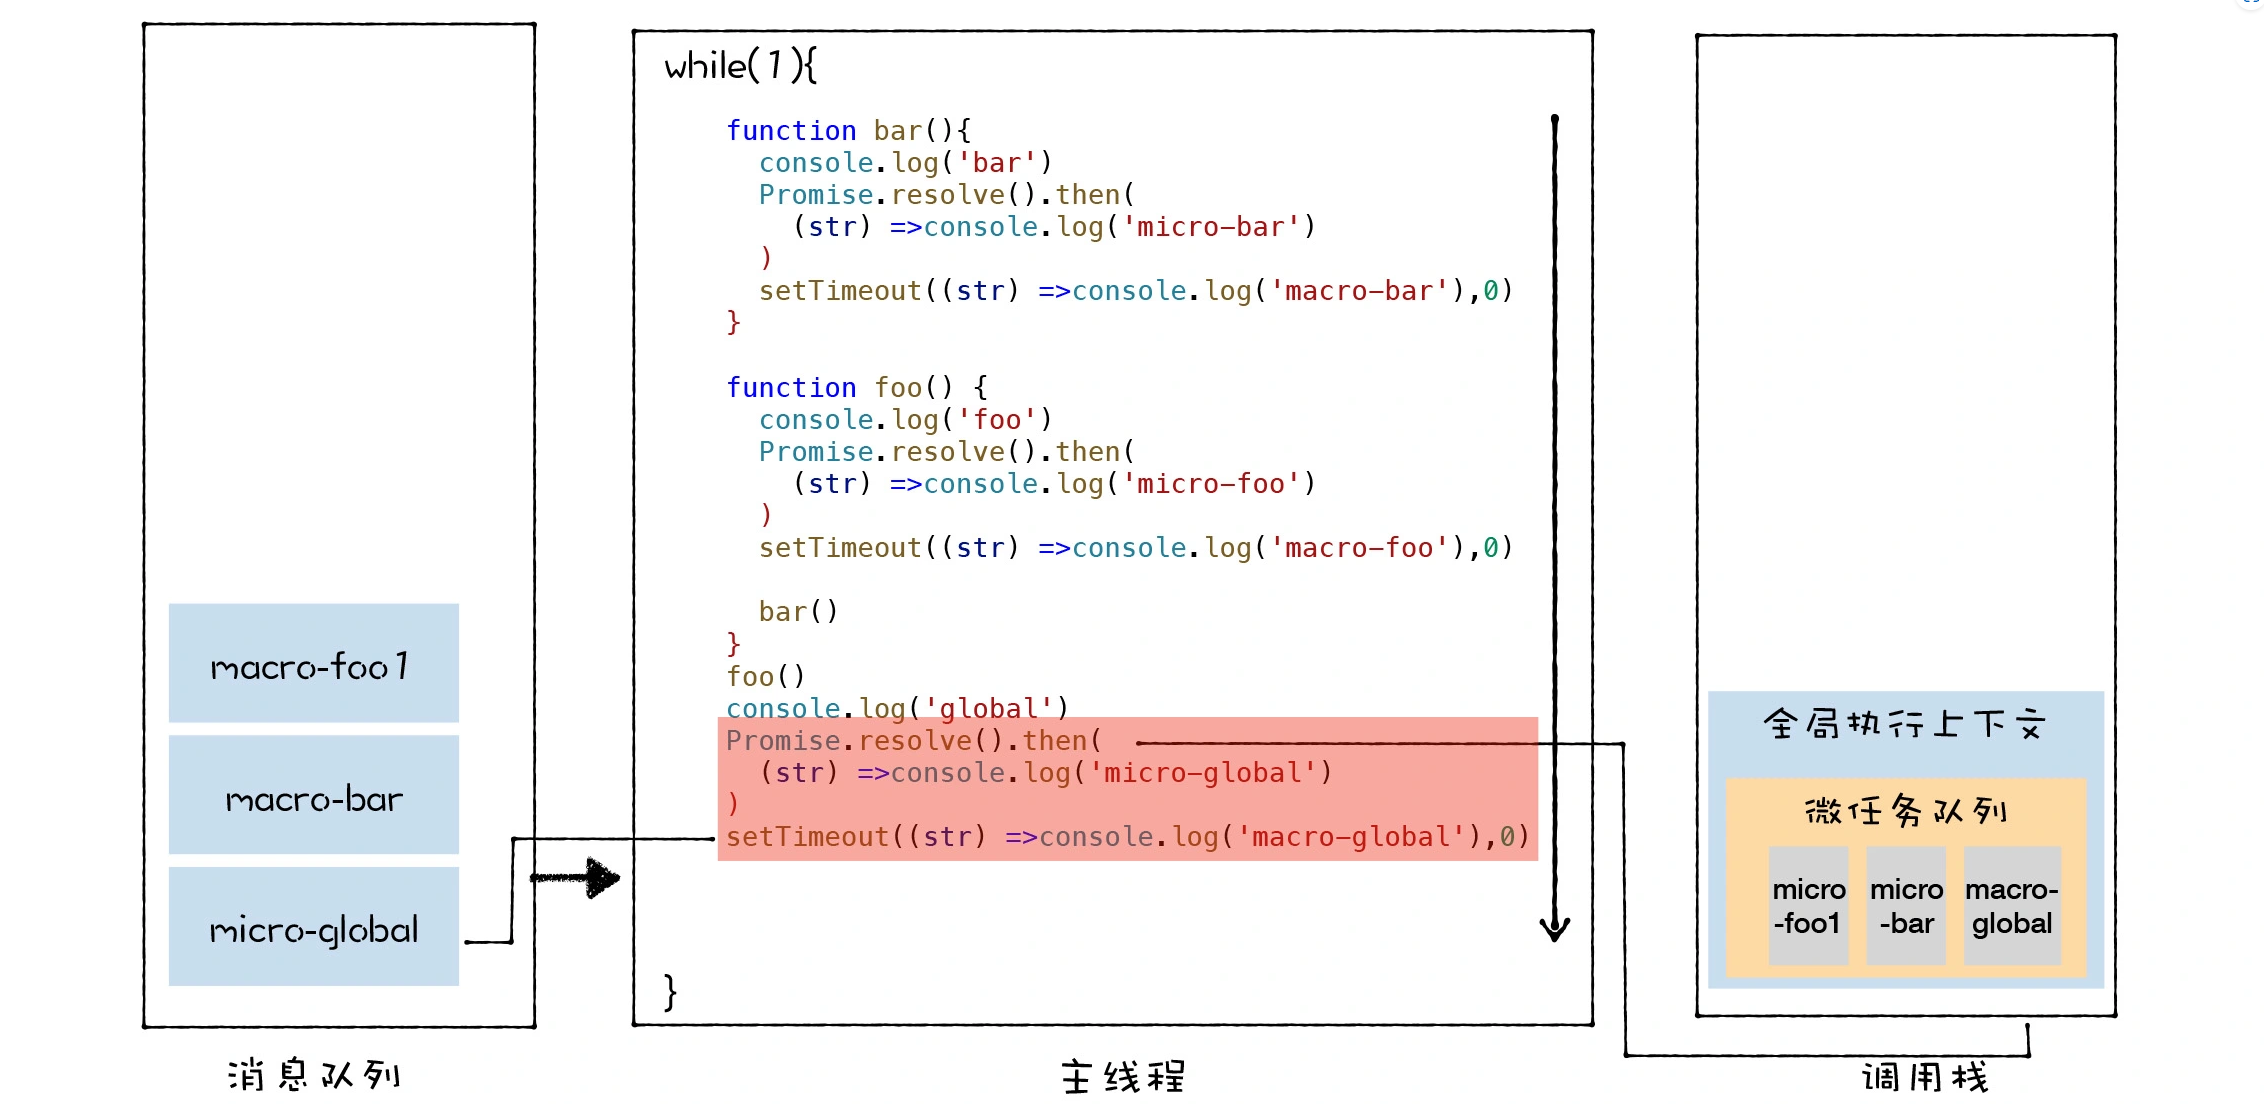 while(1){
function bar(){
console.log('bar')
Promise.resolve().then(
(str) =>console.log('micro-bar')
)
setTimeout((str) =>console.log('macro-bar'),0)
}
function foo() {
console.log('foo')
Promise.resolve().then(
(str) =>console.log('micro-foo')
)
setTimeout((str) =>console.log('macro-foo'),0)
bar()
}
foo()
console.log('global')
Promise.resolve().then(
(str) =>console.log('micro-global')
)
setTimeout((str) =>console.log('macro-global'),0)
}
macro-foo1
macro-bar
micro-global
全局执行上下文
微任务队列
micro
-foo1
micro
-bar
macro-
global
消息队列
主线程
调用栈